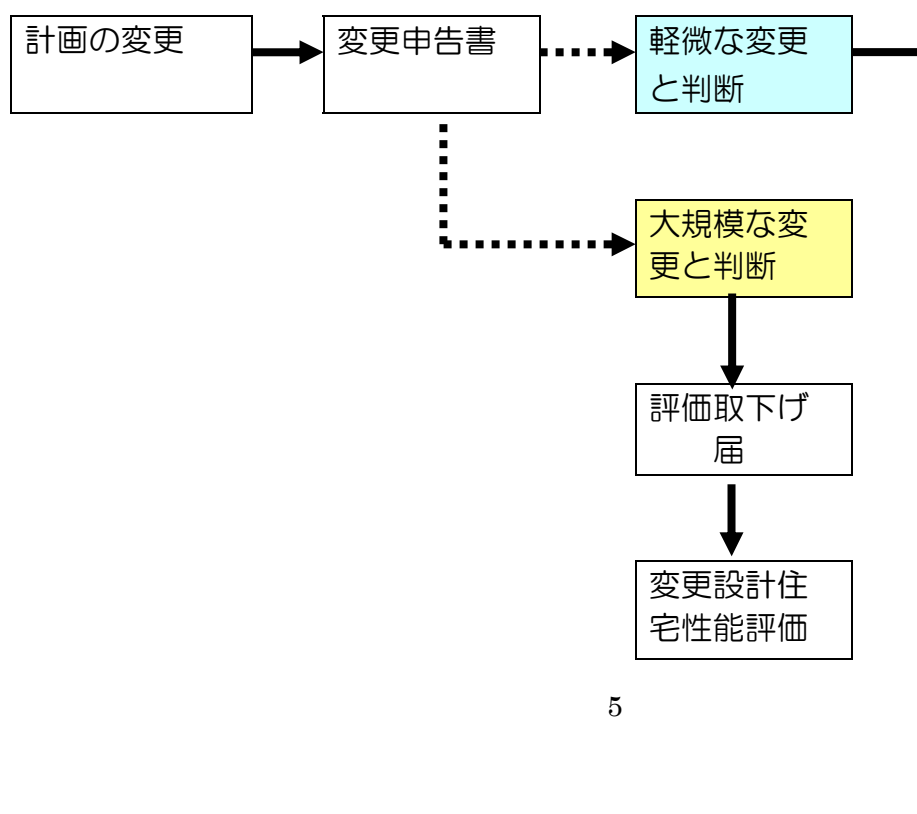 計画の変更
変更申告書
軽微な変更
と判断
大規模な変
更と判断
評価取下げ
届
変更設計住
宅性能評価
5